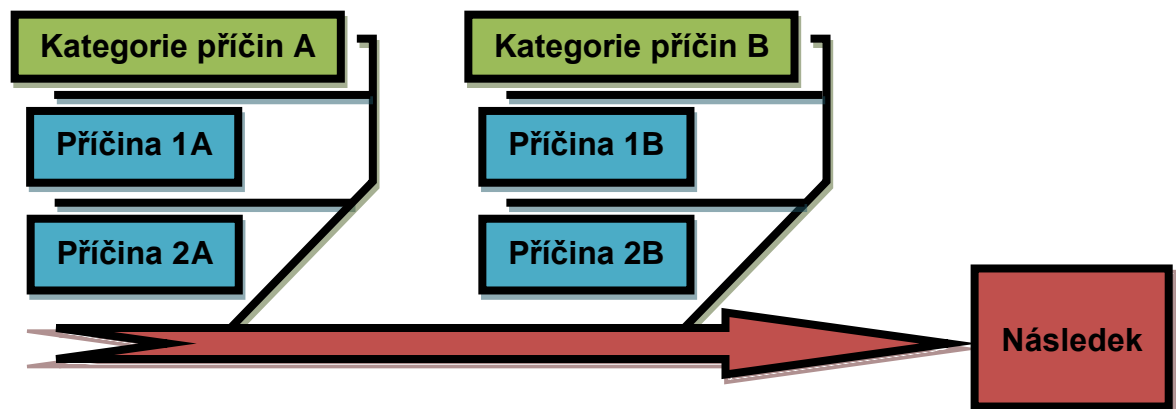 Kategorie příčin A
Kategorie příčin B
Příčina 1A
Příčina 1B
Příčina 2A
Příčina 2B
Následek